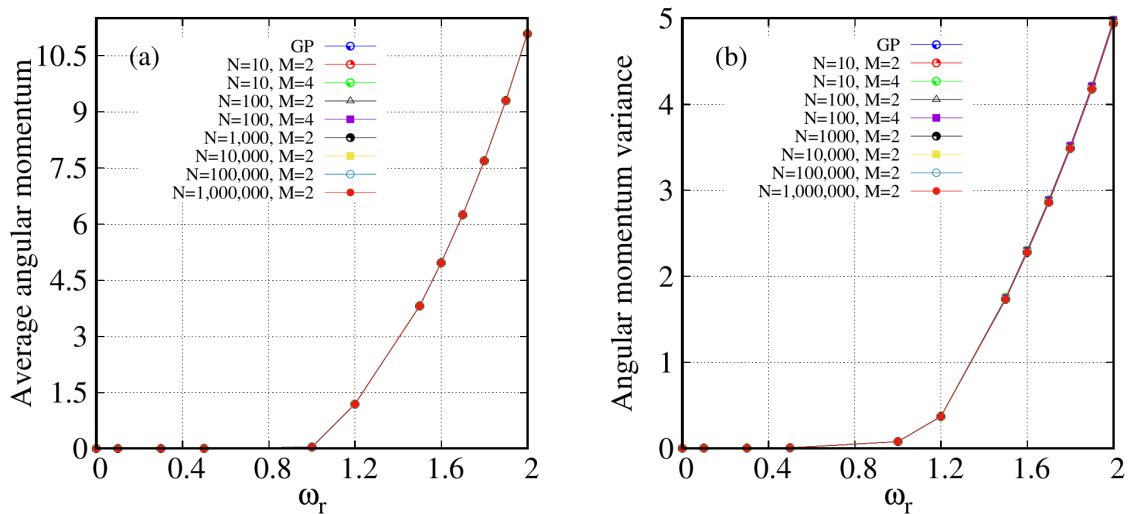 (a)
Average angular momentum
10.5
9
7.5
6
4.5
3
1.5
0
GP
N=10, M=2
N=10, M=4
N=100, M=2
N=100, M=4
N=1,000, M=2
N=10,000, M=2
N=100,000, M=2
N=1,000,000, M=2
0 0.4 0.8 1.2 1.6 2
ωr
(b)
Angular momentum variance
5
4
3
2
1
0
GP
N=10, M=2
N=10, M=4
N=100, M=2
N=100, M=4
N=1000, M=2
N=10,000, M=2
N=100,000, M=2
N=1,000,000, M=2
0 0.4 0.8 1.2 1.6 2
ωr